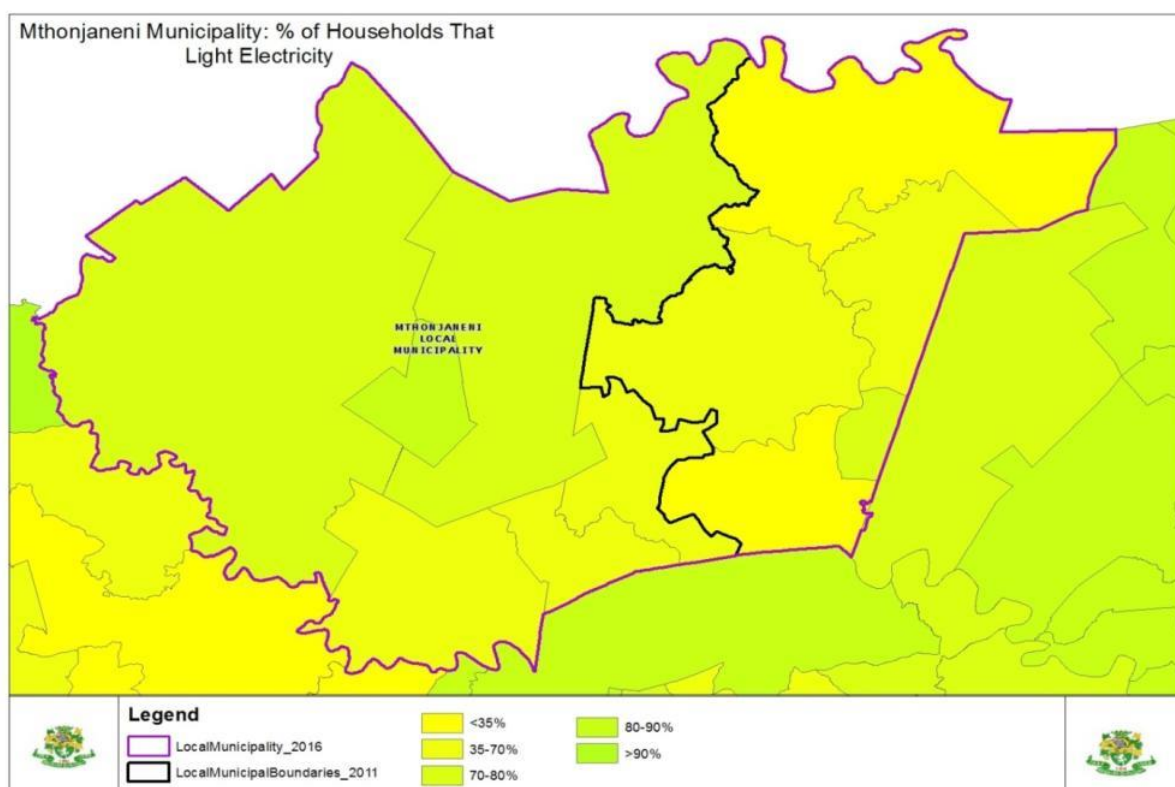 Mthonjaneni Municipality: % of Households That
Light Electricity
MTHONJANENI
LOCAL
MUNICIPALITY
Legend
LocalMunicipality_2016
LocalMunicipalBoundaries_2011
<35%
35-70%
70-80%
80-90%
>90%